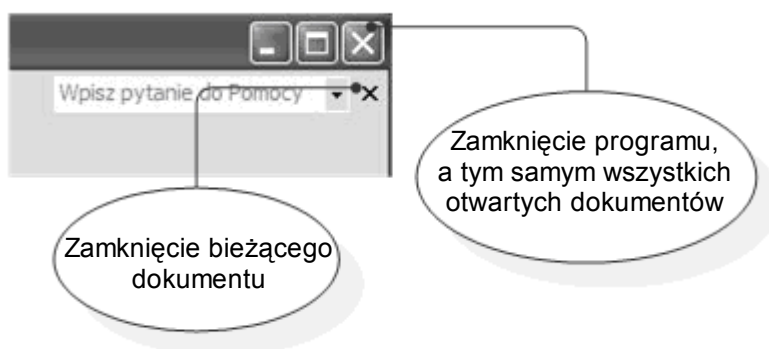 Wpisz pytanie do Pomocy
Zamknięcie programu,
a tym samym wszystkich
otwartych dokumentów
Zamknięcie bieżącego
dokumentu